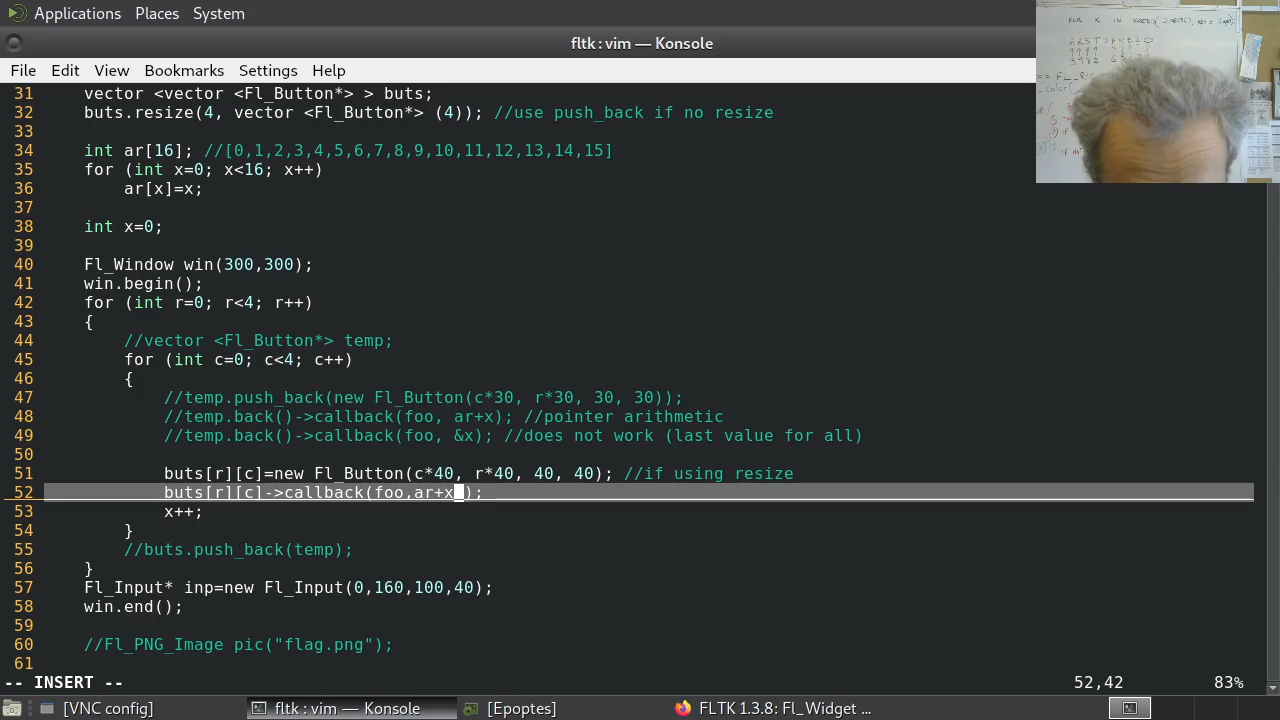 Applications Places System
fltk : vim — Konsole
File Edit View Bookmarks Settings Help
31 vector <vector <Fl_Button*> > buts;
32 buts.resize(4, vector <Fl_Button*> (4)); //use push_back if no resize
33
34 int ar[16]; //[0,1,2,3,4,5,6,7,8,9,10,11,12,13,14,15]
35 for (int x=0; x<16; x++)
36 ar[x]=x;
37
38 int x=0;
39
40 Fl_Window win(300,300);
41 win.begin();
42 for (int r=0; r<4; r++)
43 {
44 //vector <Fl_Button*> temp;
45 for (int c=0; c<4; c++)
46 {
47 //temp.push_back(new Fl_Button(c*30, r*30, 30, 30));
48 //temp.back()->callback(foo, ar+x); //pointer arithmetic
49 //temp.back()->callback(foo, &x); //does not work (last value for all)
50
51 buts[r][c]=new Fl_Button(c*40, r*40, 40, 40); //if using resize
52 buts[r][c]->callback(foo,ar+x );
53 x++;
54 }
55 //buts.push_back(temp);
56 }
57 Fl_Input* inp=new Fl_Input(0,160,100,40);
58 win.end();
59
60 //Fl_PNG_Image pic("flag.png");
61
-- INSERT -- 52,42 83%
[VNC config] fltk : vim — Konsole [Epoptes] FLTK 1.3.8: Fl_Widget ...
FOR K IN